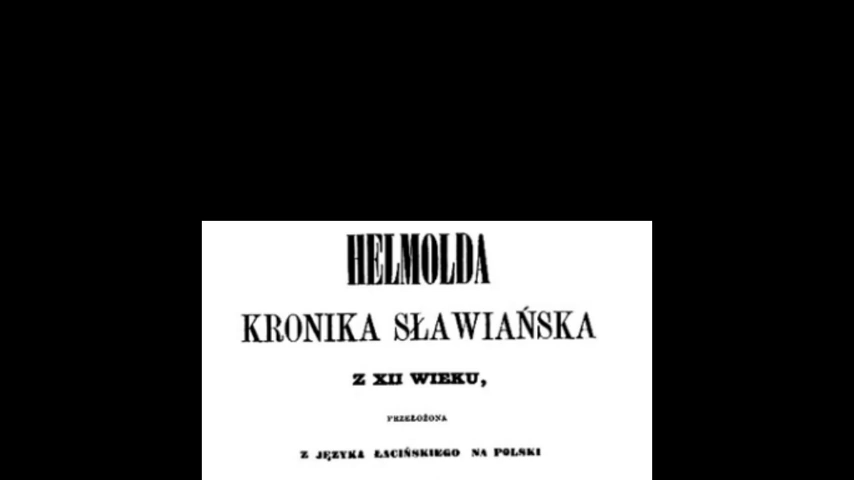 HELMOLDA
KRONIKA SŁAWIAŃSKA
Z XII WIEKU,
PRZEŁOŻONA
Z JĘZYKA ŁACIŃSKIEGO NA POLSKI